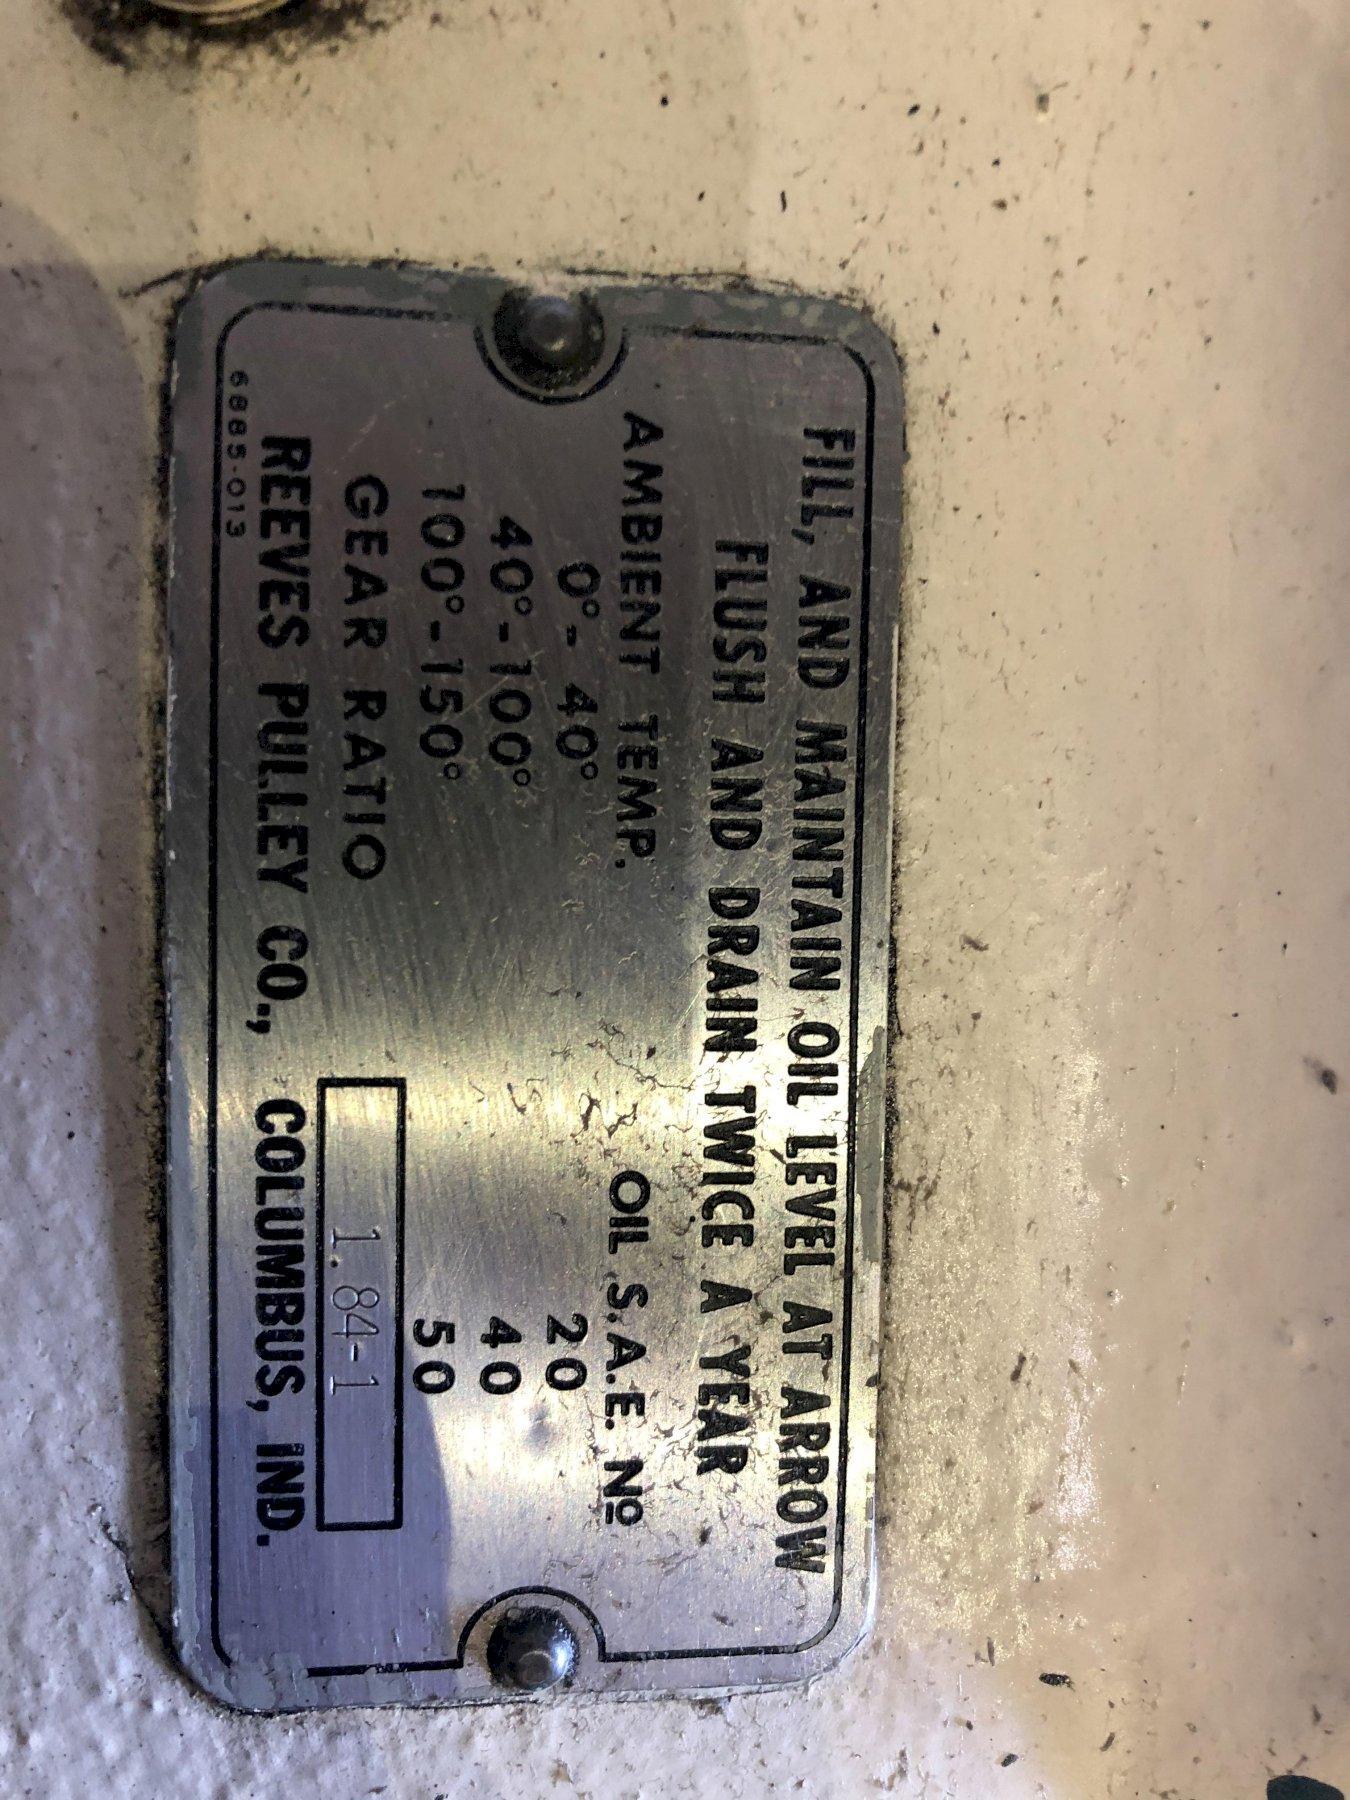 FILL, AND MAINTAIN OIL LEVEL AT ARROW
FLUSH AND DRAIN TWICE A YEAR
AMBIENT TEMP. OIL S.A.E. Nº
0°- 40° 20
40°-100° 40
100°-150° 50
GEAR RATIO 1.84-1
REEVES PULLEY CO., COLUMBUS, IND.
6885-013